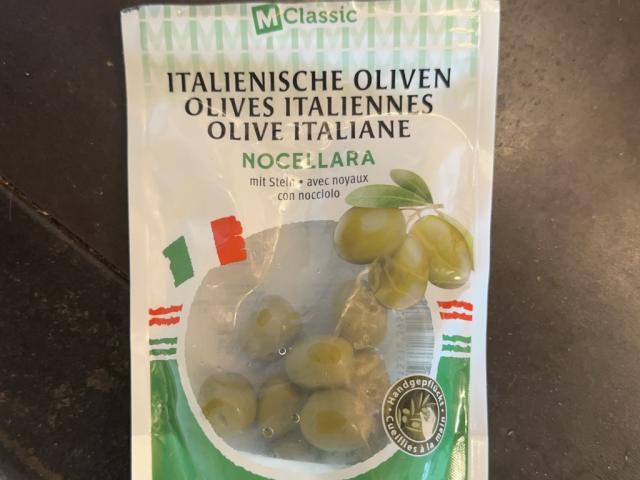 M Classic
ITALIENISCHE OLIVEN
OLIVES ITALIENNES
OLIVE ITALIANE
NOCELLARA
mit Stein • avec noyaux
con nocciolo
• Handgepflückt •
Cueillies à la main